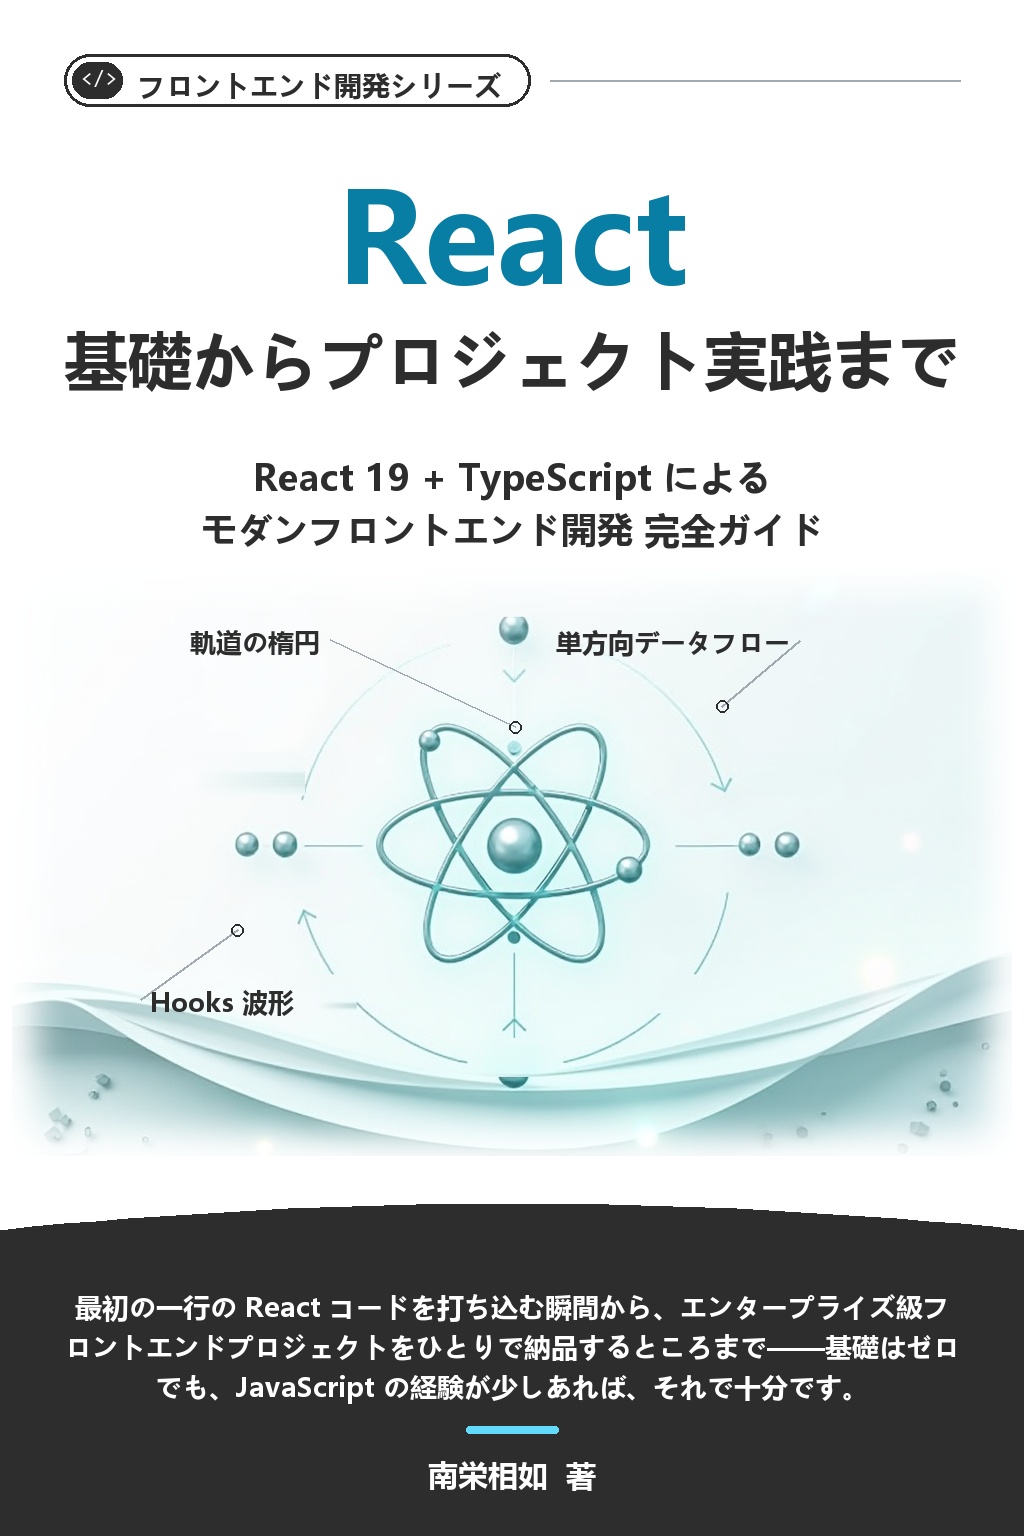 </> フロントエンド開発シリーズ
React
基礎からプロジェクト実践まで
React 19 + TypeScript による
モダンフロントエンド開発 完全ガイド
軌道の楕円
単方向データフロー
Hooks 波形
最初の一行の React コードを打ち込む瞬間から、エンタープライズ級フ
ロントエンドプロジェクトをひとりで納品するところまで——基礎はゼロ
でも、JavaScript の経験が少しあれば、それで十分です。
南栄相如 著